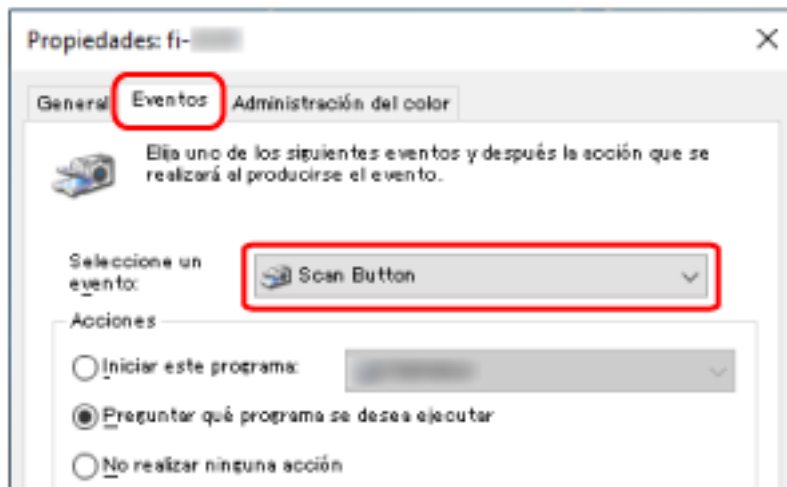 Propiedades: fi-
General Eventos Administración del color
Elija uno de los siguientes eventos y después la acción que se
realizará al producirse el evento.
Seleccione un
evento:
Scan Button
Acciones
Iniciar este programa:
Preguntar qué programa se desea ejecutar
No realizar ninguna acción